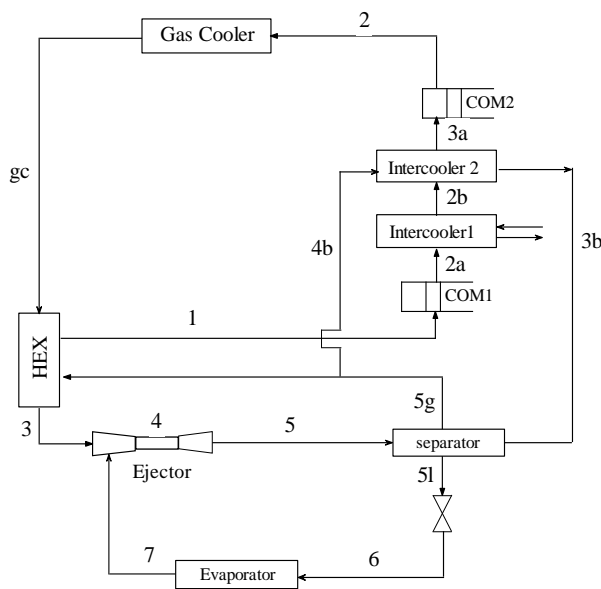 2
Gas Cooler
COM2
3a
Intercooler 2
gc
2b
4b
Intercooler1
3b
2a
COM1
1
HEX
5g
3
4
5
separator
Ejector
5l
7
6
Evaporator